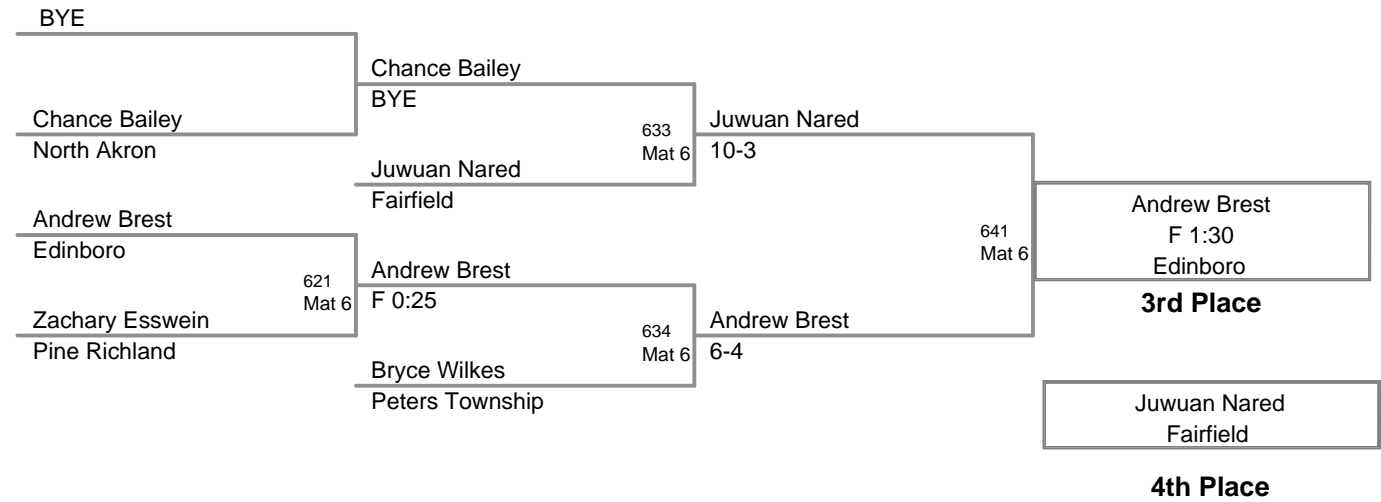 BYE
Chance Bailey
BYE
Chance Bailey
North Akron
633
Mat 6
Juwuan Nared
10-3
Juwuan Nared
Fairfield
Andrew Brest
Edinboro
641
Mat 6
Andrew Brest
F 1:30
Edinboro
3rd Place
621
Mat 6
Andrew Brest
F 0:25
Zachary Esswein
Pine Richland
634
Mat 6
Andrew Brest
6-4
Bryce Wilkes
Peters Township
Juwuan Nared
Fairfield
4th Place